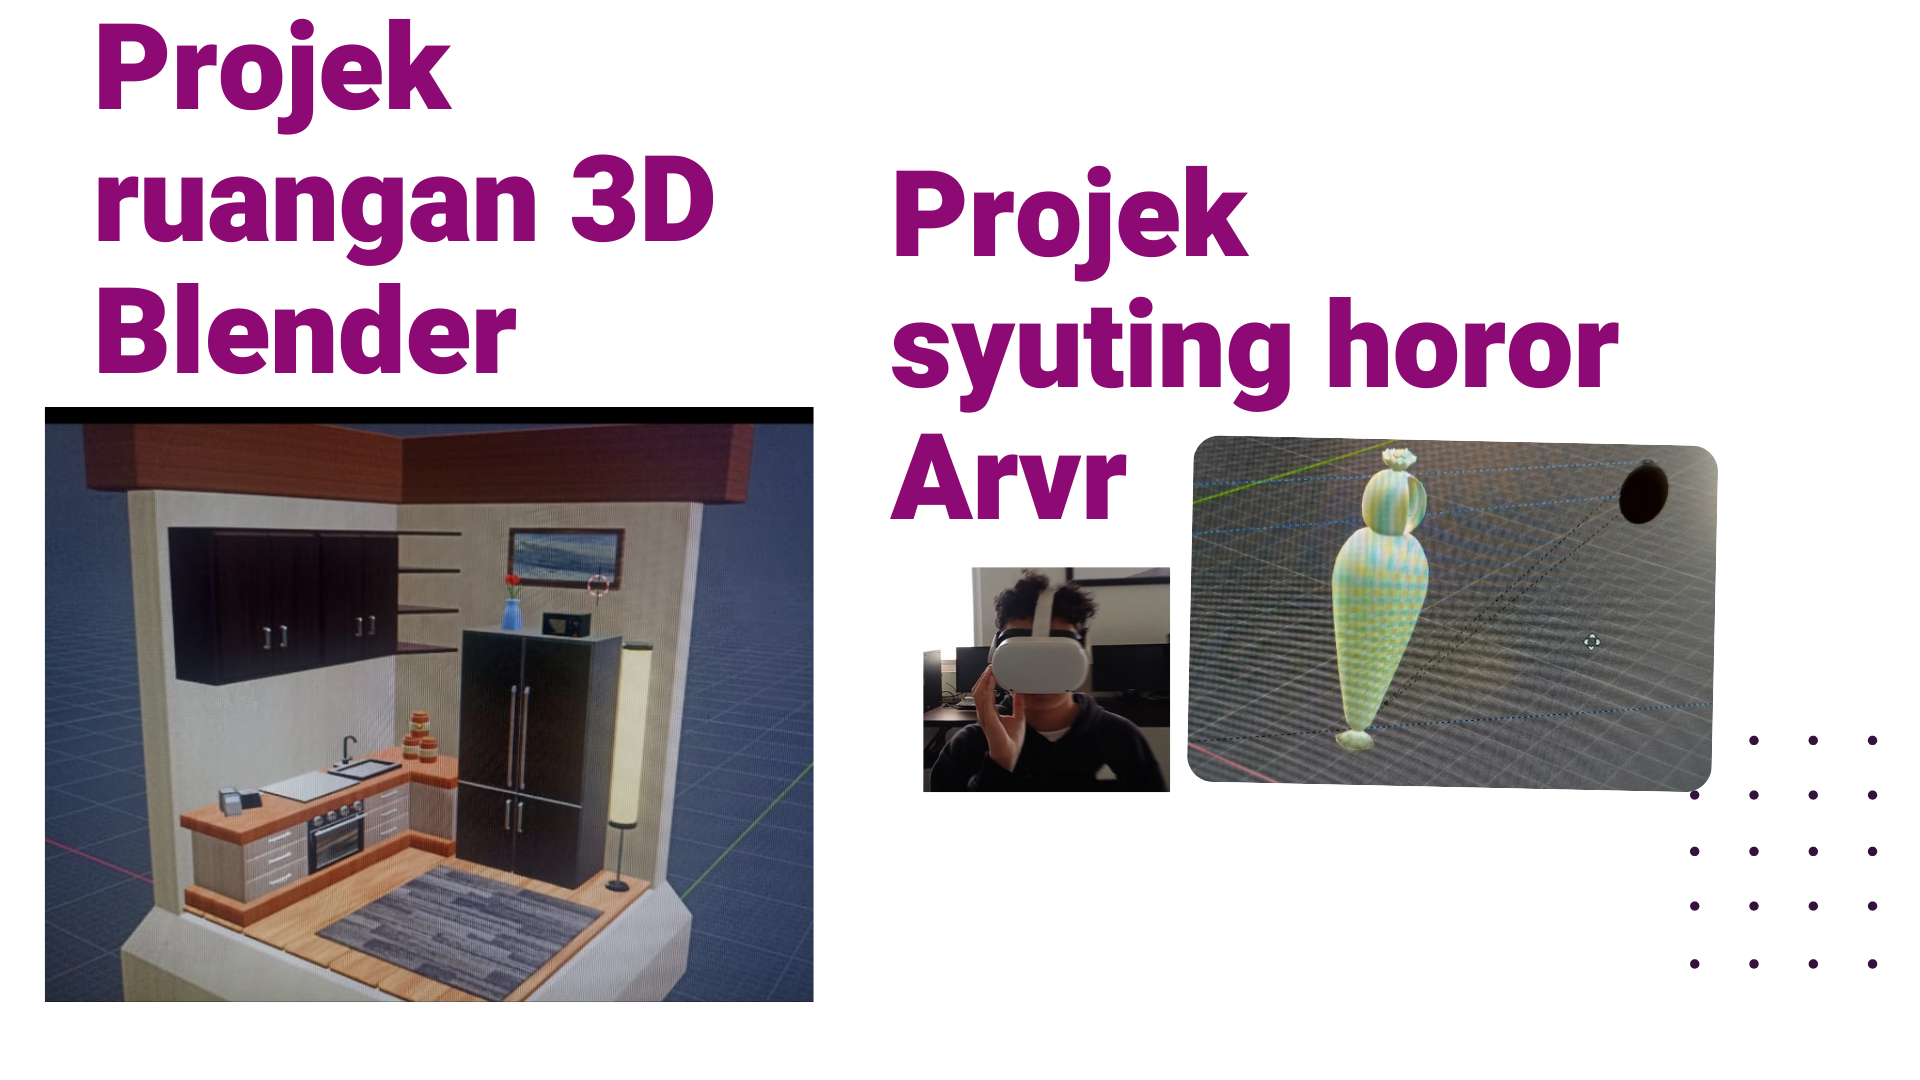 Projek
ruangan 3D
Blender
Projek
syuting horor
Arvr